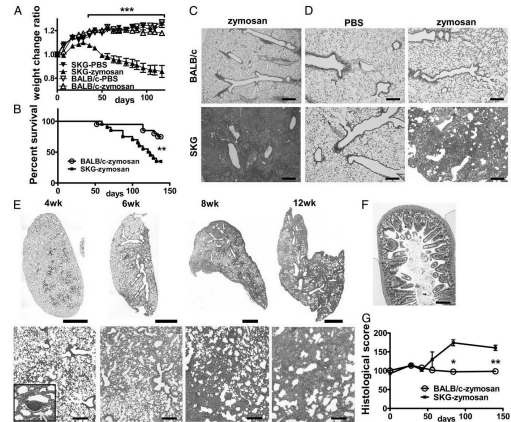 A
***
weight change ratio
1.2
1.0
0.8
SKG-PBS
SKG-zymosan
BALB/c-PBS
BALB/c-zymosan
0
50
100
days
B
Percent survival
100
50
0
**
BALB/c-zymosan
SKG-zymosan
0
50
100
150
days
C
zymosan
BALB/c
SKG
D
PBS
zymosan
E
4wk
6wk
8wk
12wk
F
G
Histological score
200
150
100
50
*
**
0
50
100
150
days
BALB/c-zymosan
SKG-zymosan